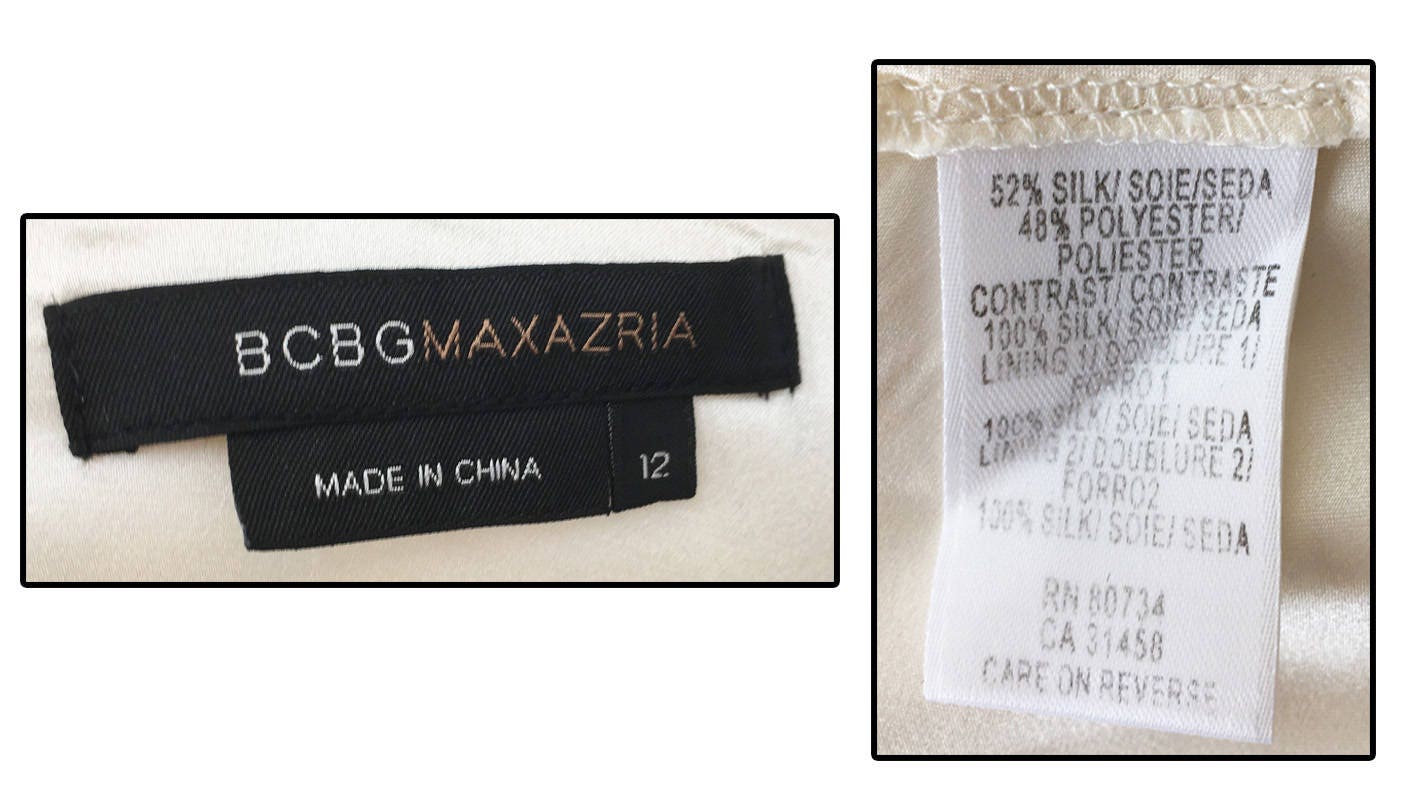 BCBGMAXAZRIA
MADE IN CHINA
12
52% SILK/ SOIE/SEDA
48% POLYESTER/
POLIESTER
CONTRAST/ CONTRASTE
100% SILK/SOIE/SEDA
LINING 1/DOUBLURE 1/
FORRO1
100% SILK/ SOIE/ SEDA
LINING 2/DOUBLURE 2/
FORRO2
100% SILK/ SOIE/ SEDA
RN 80734
CA 31458
CARE ON REVERSE